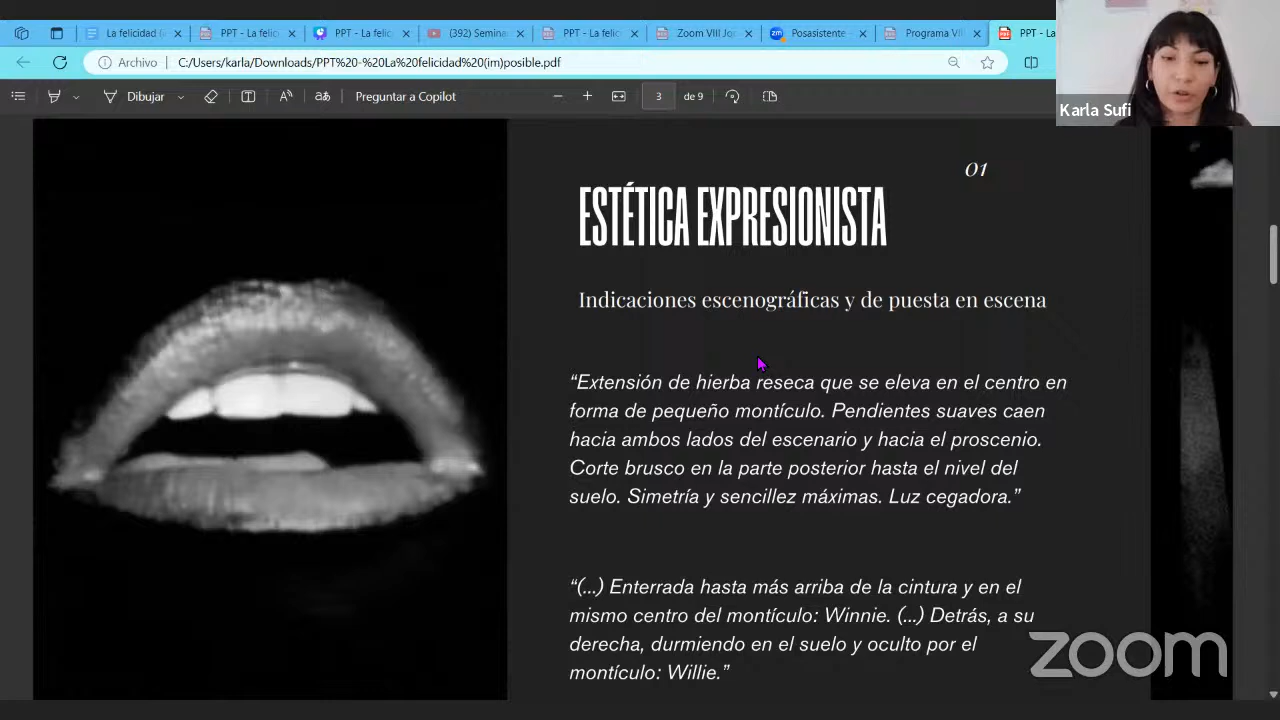 La felicidad (
PPT - La felic
PPT - La felic
(392) Semina
PPT - La felic
Zoom VIII Jo
Posasistente -
Programa VII
PPT - La
Archivo
C:/Users/karla/Downloads/PPT%20-%20La%20felicidad%20(im)posible.pdf
Dibujar
Preguntar a Copilot
3
de 9
Karla Sufi
01
ESTÉTICA EXPRESIONISTA
Indicaciones escenográficas y de puesta en escena
“Extensión de hierba reseca que se eleva en el centro en
forma de pequeño montículo. Pendientes suaves caen
hacia ambos lados del escenario y hacia el proscenio.
Corte brusco en la parte posterior hasta el nivel del
suelo. Simetría y sencillez máximas. Luz cegadora.”
“(...) Enterrada hasta más arriba de la cintura y en el
mismo centro del montículo: Winnie. (...) Detrás, a su
derecha, durmiendo en el suelo y oculto por el
montículo: Willie.”
zoom